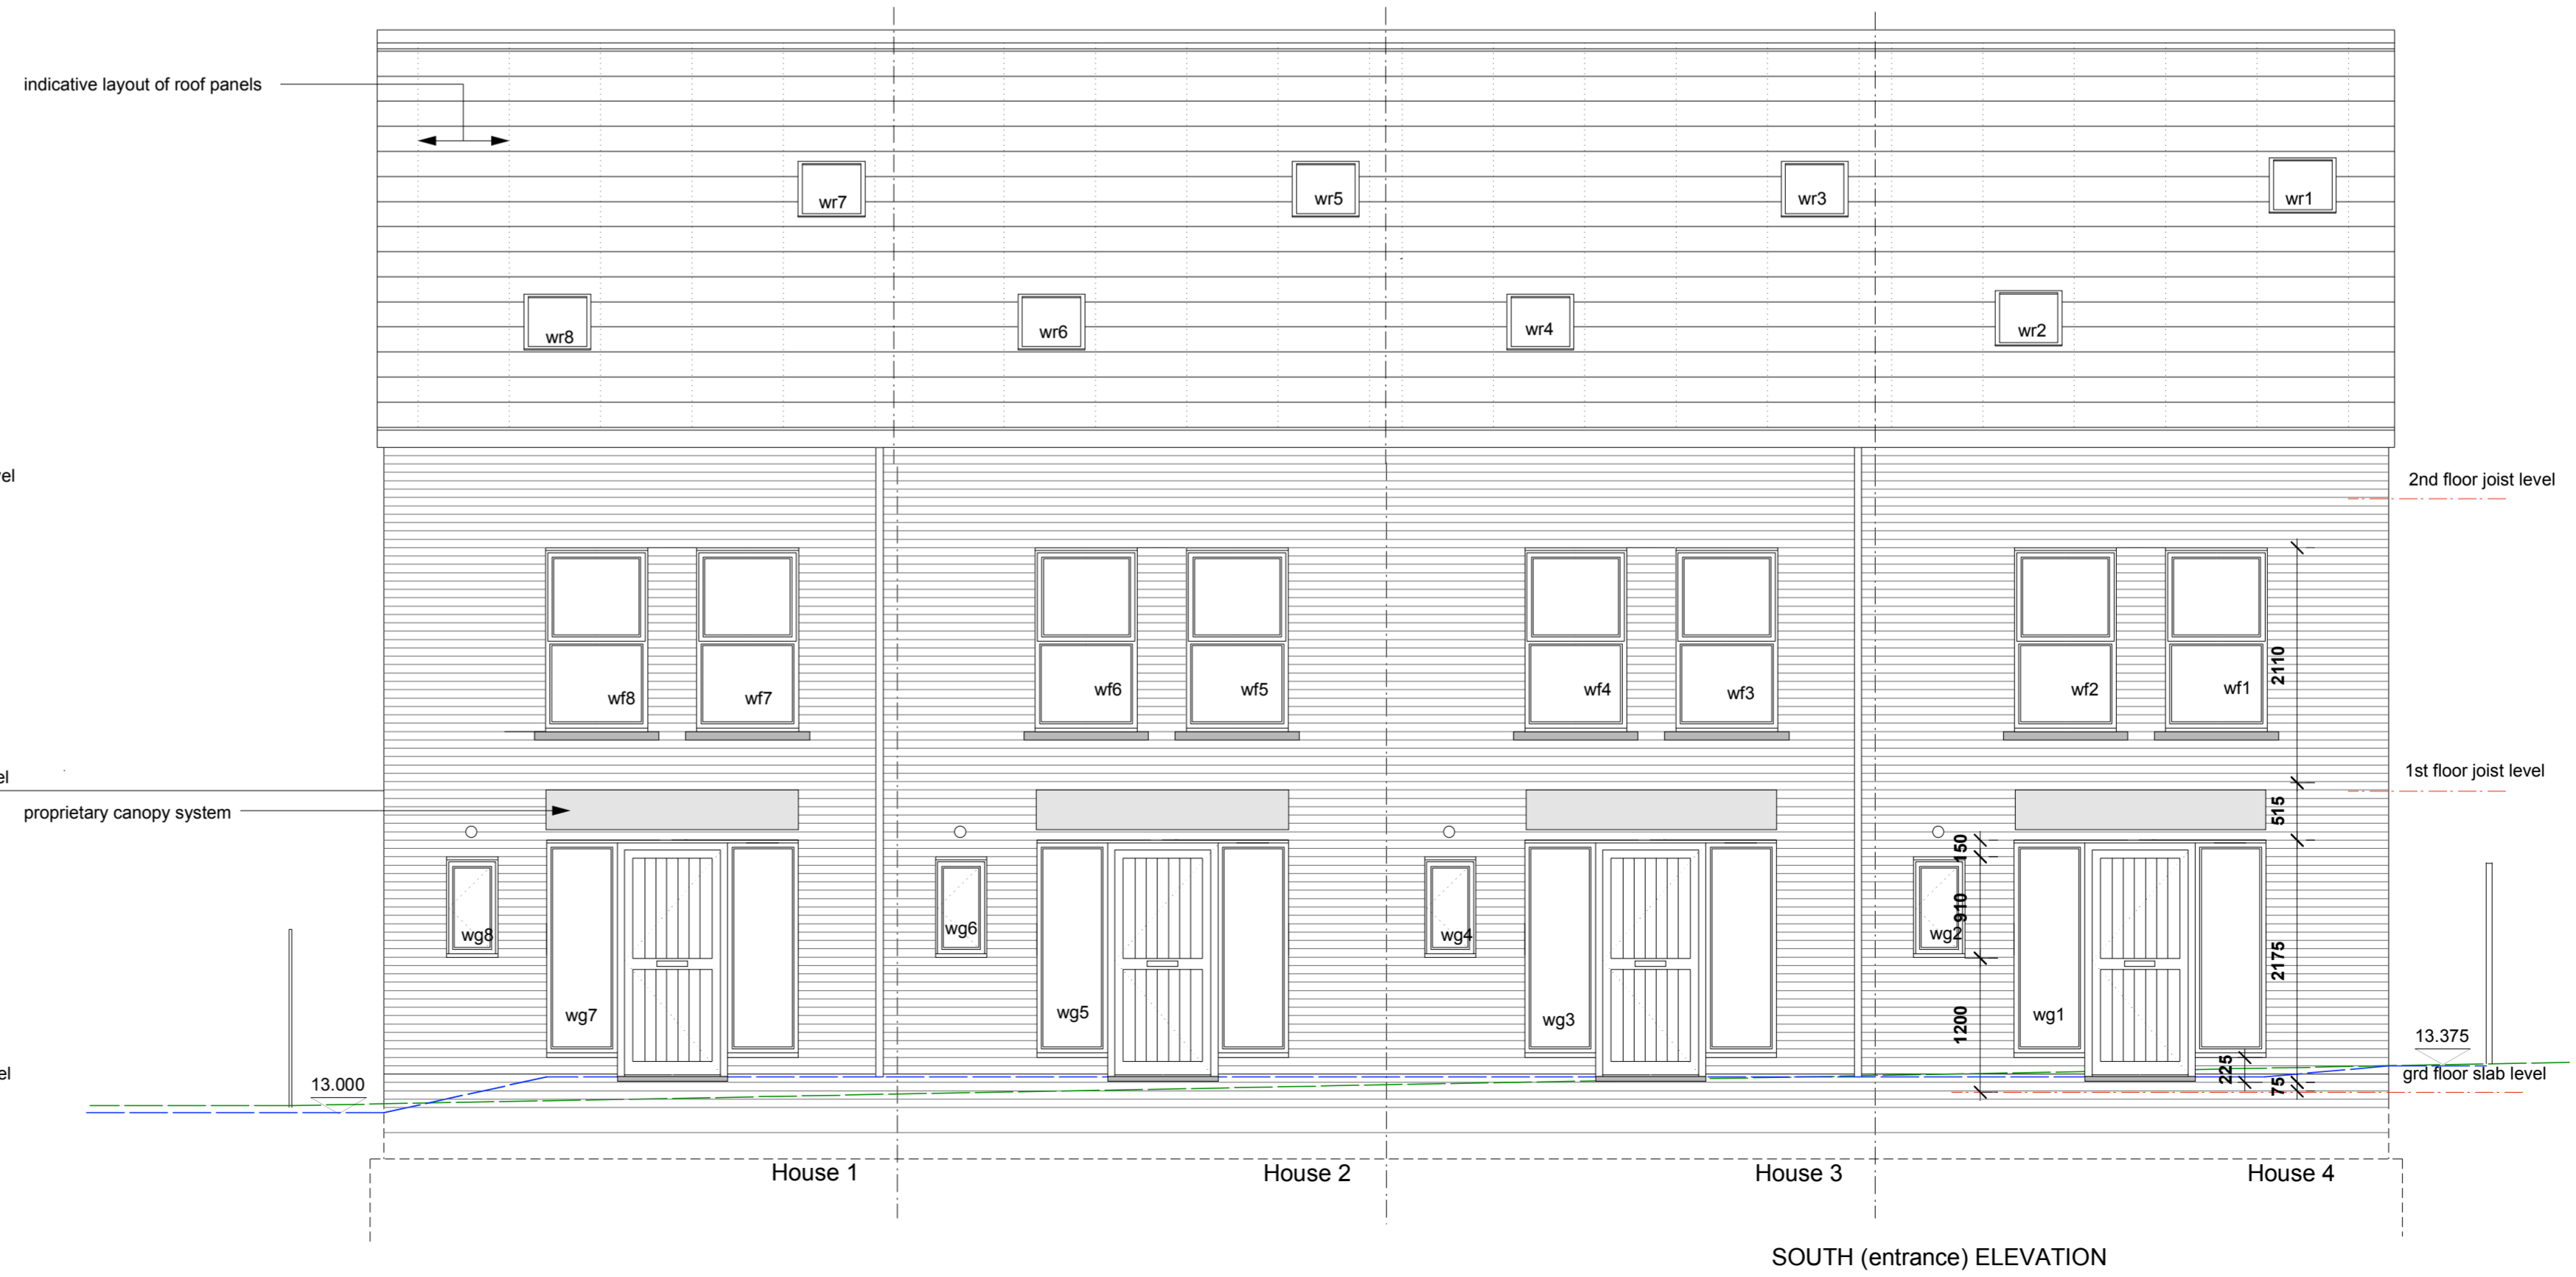 indicative layout of roof panels
wr7
wr5
wr3
wr1
wr8
wr6
wr4
wr2
vel
2nd floor joist level
wf8
wf7
wf6
wf5
wf4
wf3
wf2
wf1
2110
el
1st floor joist level
proprietary canopy system
515
150
wg8
wg6
wg4
wg2
910
2175
wg7
wg5
wg3
wg1
1200
13.375
225
75
el
grd floor slab level
13.000
House 1
House 2
House 3
House 4
SOUTH (entrance) ELEVATION